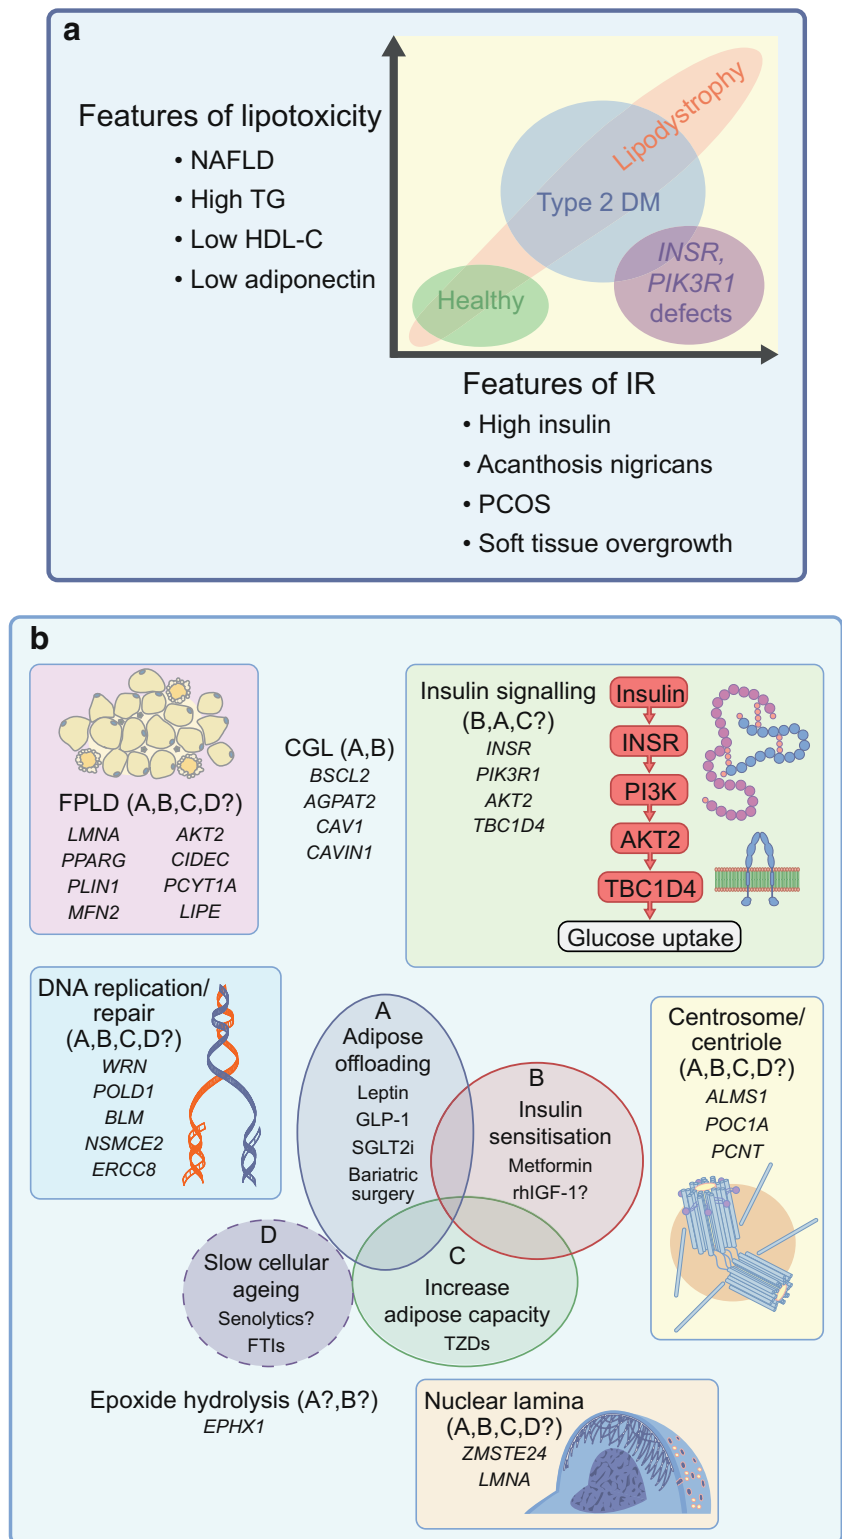 a
Features of lipotoxicity
• NAFLD
• High TG
• Low HDL-C
• Low adiponectin
Lipodystrophy
Type 2 DM
INSR,
PIK3R1
defects
Healthy
Features of IR
• High insulin
• Acanthosis nigricans
• PCOS
• Soft tissue overgrowth
b
FPLD (A,B,C,D?)
LMNA
PPARG
PLIN1
MFN2
AKT2
CIDEC
PCYT1A
LIPE
CGL (A,B)
BSCL2
AGPAT2
CAV1
CAVIN1
Insulin signalling
(B,A,C?)
INSR
PIK3R1
AKT2
TBC1D4
Insulin
INSR
PI3K
AKT2
TBC1D4
Glucose uptake
DNA replication/
repair
(A,B,C,D?)
WRN
POLD1
BLM
NSMCE2
ERCC8
A
Adipose
offloading
Leptin
GLP-1
SGLT2i
Bariatric
surgery
B
Insulin
sensitisation
Metformin
rhIGF-1?
C
Increase
adipose capacity
TZDs
D
Slow cellular
ageing
Senolytics?
FTIs
Centrosome/
centriole
(A,B,C,D?)
ALMS1
POC1A
PCNT
Epoxide hydrolysis (A?,B?)
EPHX1
Nuclear lamina
(A,B,C,D?)
ZMSTE24
LMNA